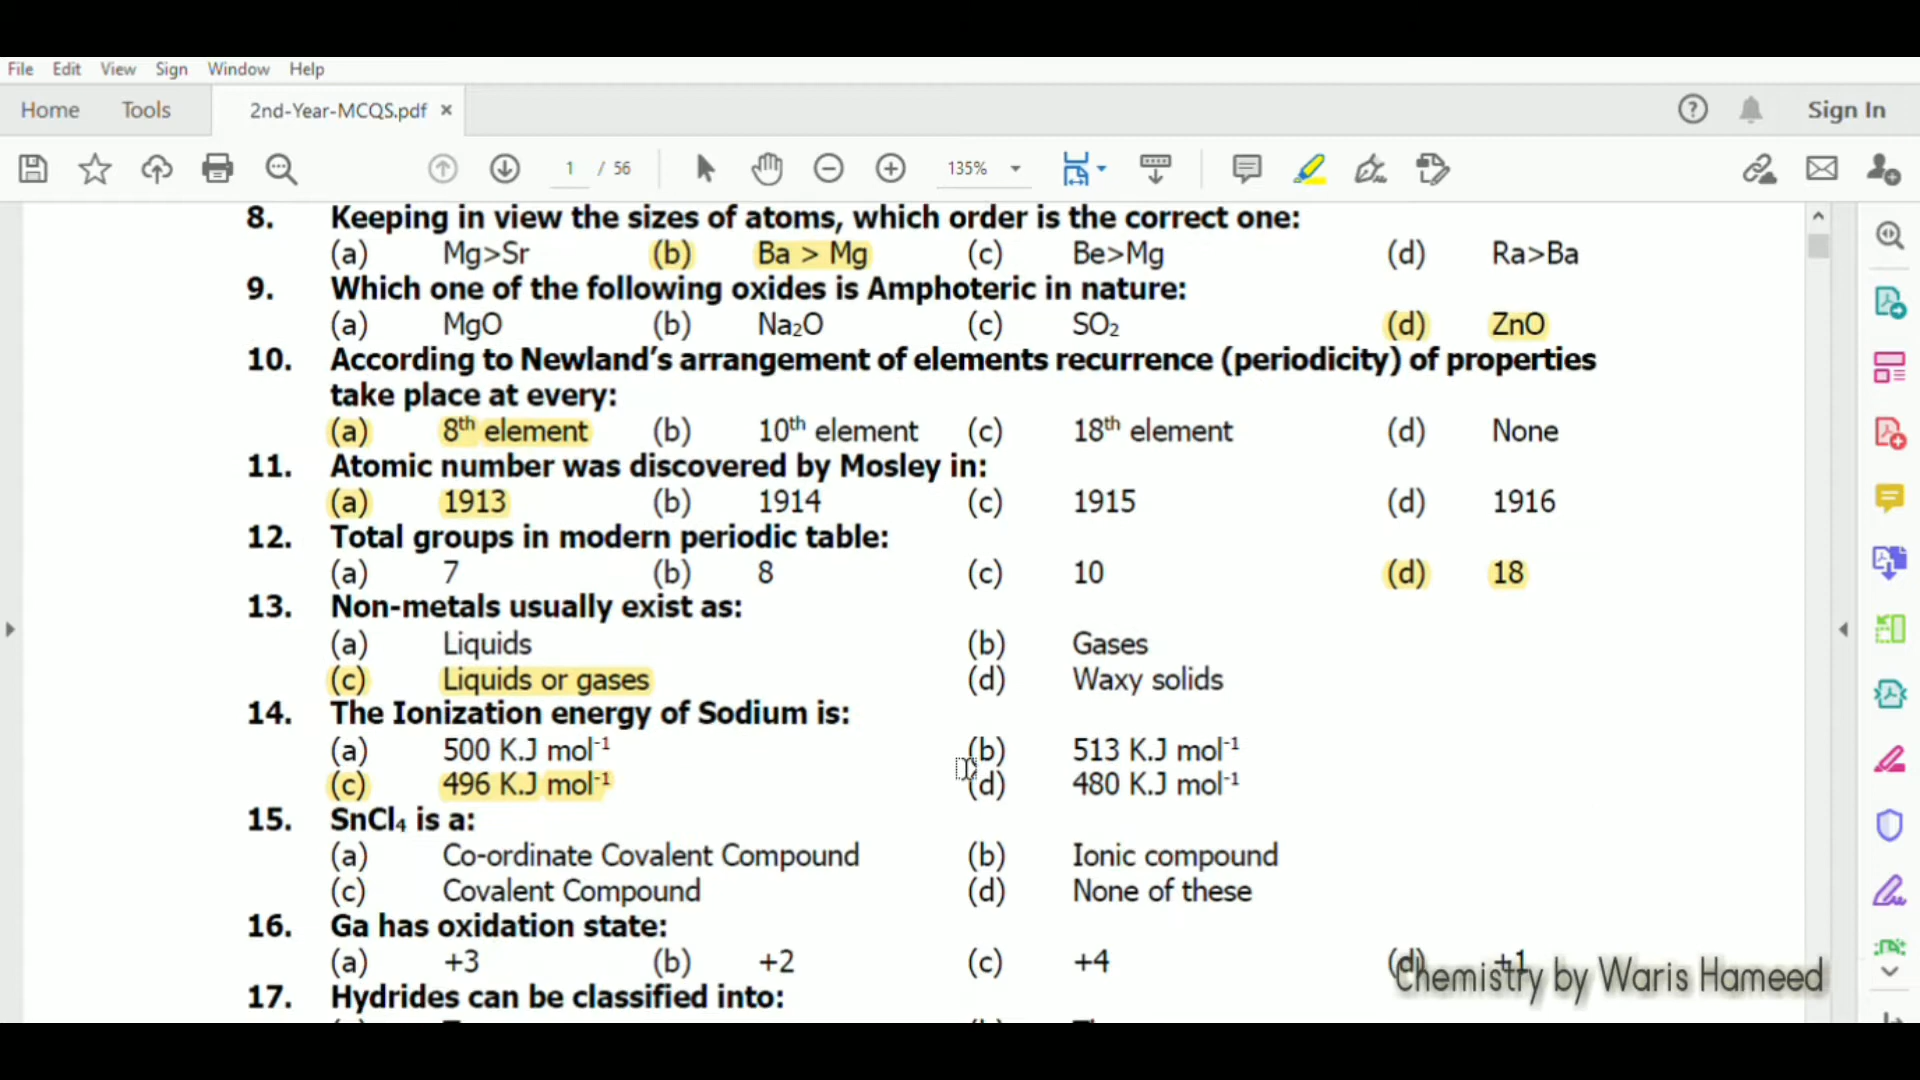 File Edit View Sign Window Help
Home Tools 2nd-Year-MCQS.pdf × ? Sign In
1 / 56 135%
8. Keeping in view the sizes of atoms, which order is the correct one:
(a) Mg>Sr (b) Ba > Mg (c) Be>Mg (d) Ra>Ba
9. Which one of the following oxides is Amphoteric in nature:
(a) MgO (b) Na₂O (c) SO₂ (d) ZnO
10. According to Newland’s arrangement of elements recurrence (periodicity) of properties
take place at every:
(a) 8th element (b) 10th element (c) 18th element (d) None
11. Atomic number was discovered by Mosley in:
(a) 1913 (b) 1914 (c) 1915 (d) 1916
12. Total groups in modern periodic table:
(a) 7 (b) 8 (c) 10 (d) 18
13. Non-metals usually exist as:
(a) Liquids (b) Gases
(c) Liquids or gases (d) Waxy solids
14. The Ionization energy of Sodium is:
(a) 500 K.J mol⁻¹ (b) 513 K.J mol⁻¹
(c) 496 K.J mol⁻¹ (d) 480 K.J mol⁻¹
15. SnCl₄ is a:
(a) Co-ordinate Covalent Compound (b) Ionic compound
(c) Covalent Compound (d) None of these
16. Ga has oxidation state:
(a) +3 (b) +2 (c) +4 (d) +1
Chemistry by Waris Hameed
17. Hydrides can be classified into: